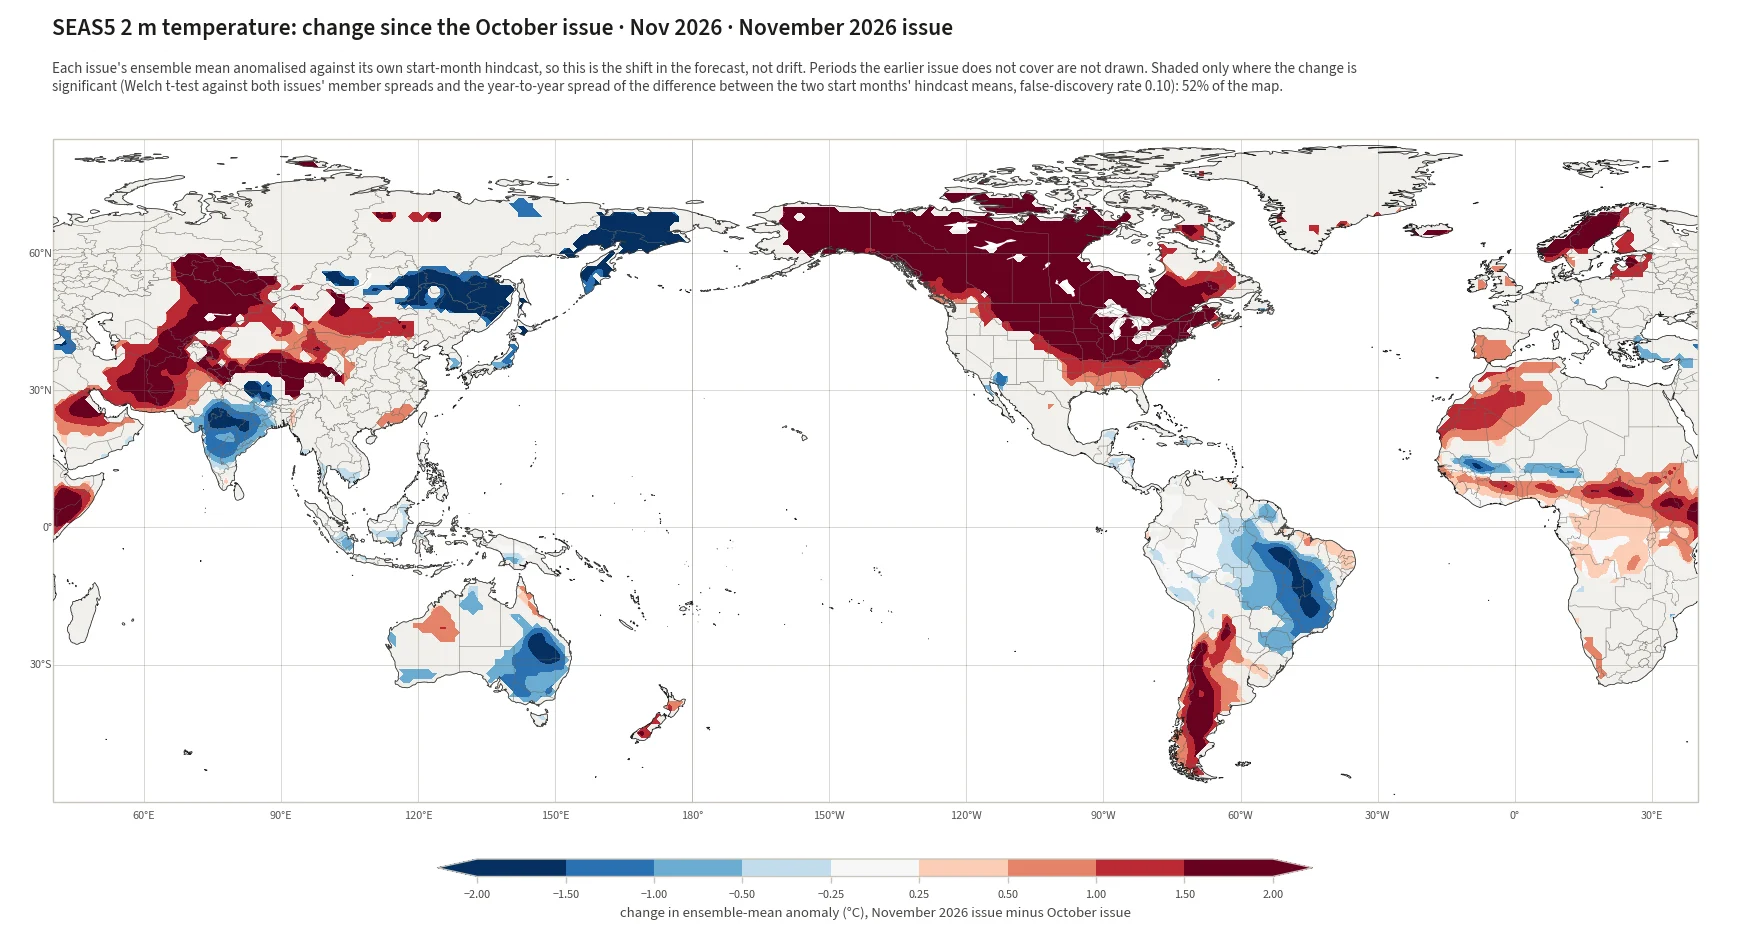 SEAS5 2 m temperature: change since the October issue · Nov 2026 · November 2026 issue
Each issue's ensemble mean anomalised against its own start-month hindcast, so this is the shift in the forecast, not drift. Periods the earlier issue does not cover are not drawn. Shaded only where the change is
significant (Welch t-test against both issues' member spreads and the year-to-year spread of the difference between the two start months' hindcast means, false-discovery rate 0.10): 52% of the map.
60°N
30°N
0°
30°S
60°E 90°E 120°E 150°E 180° 150°W 120°W 90°W 60°W 30°W 0° 30°E
−2.00 −1.50 −1.00 −0.50 −0.25 0.25 0.50 1.00 1.50 2.00
change in ensemble-mean anomaly (°C), November 2026 issue minus October issue